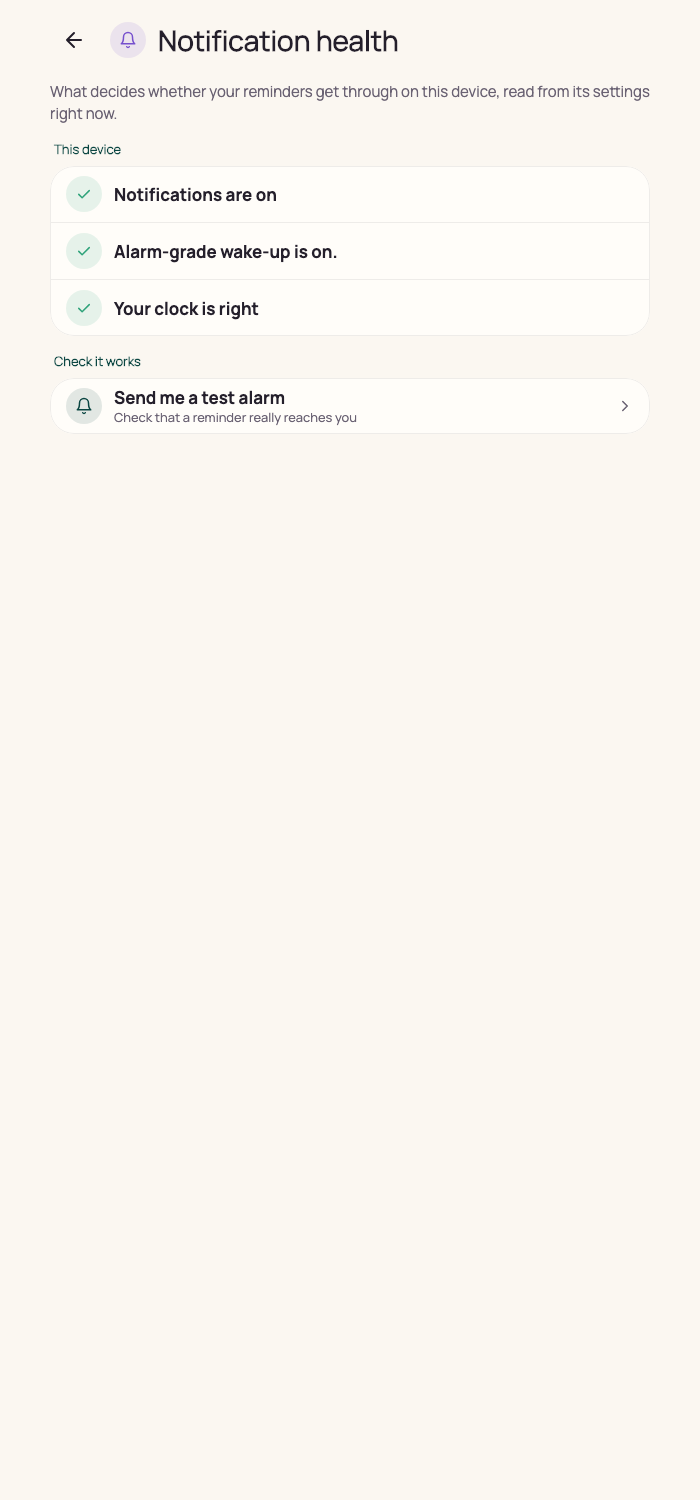 Notification health
What decides whether your reminders get through on this device, read from its settings
right now.
This device
Notifications are on
Alarm-grade wake-up is on.
Your clock is right
Check it works
Send me a test alarm
Check that a reminder really reaches you